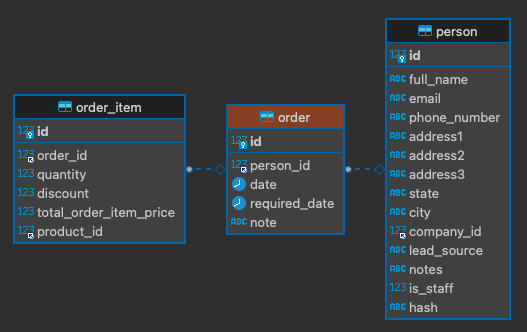 order_item
123 id
123 order_id
123 quantity
123 discount
123 total_order_item_price
123 product_id
order
123 id
123 person_id
date
required_date
ABC note
person
123 id
ABC full_name
ABC email
ABC phone_number
ABC address1
ABC address2
ABC address3
ABC state
ABC city
123 company_id
ABC lead_source
ABC notes
123 is_staff
ABC hash